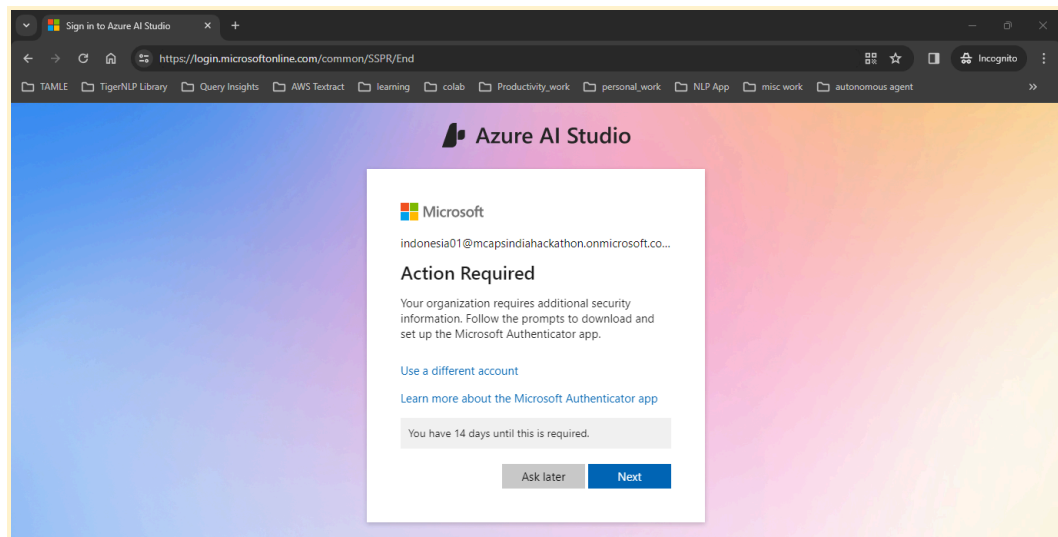 Sign in to Azure AI Studio
https://login.microsoftonline.com/common/SSPR/End
Incognito
TAMLE TigerNLP Library Query Insights AWS Textract learning colab Productivity_work personal_work NLP App misc work autonomous agent
Azure AI Studio
Microsoft
indonesia01@mcapsindiahackathon.onmicrosoft.co...
Action Required
Your organization requires additional security
information. Follow the prompts to download and
set up the Microsoft Authenticator app.
Use a different account
Learn more about the Microsoft Authenticator app
You have 14 days until this is required.
Ask later Next